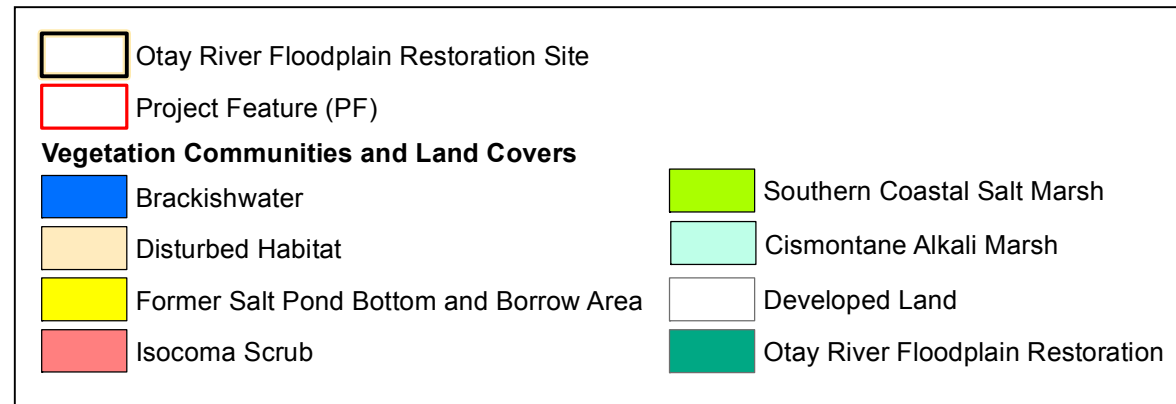 Otay River Floodplain Restoration Site
Project Feature (PF)
Vegetation Communities and Land Covers
Brackishwater
Disturbed Habitat
Former Salt Pond Bottom and Borrow Area
Isocoma Scrub
Southern Coastal Salt Marsh
Cismontane Alkali Marsh
Developed Land
Otay River Floodplain Restoration